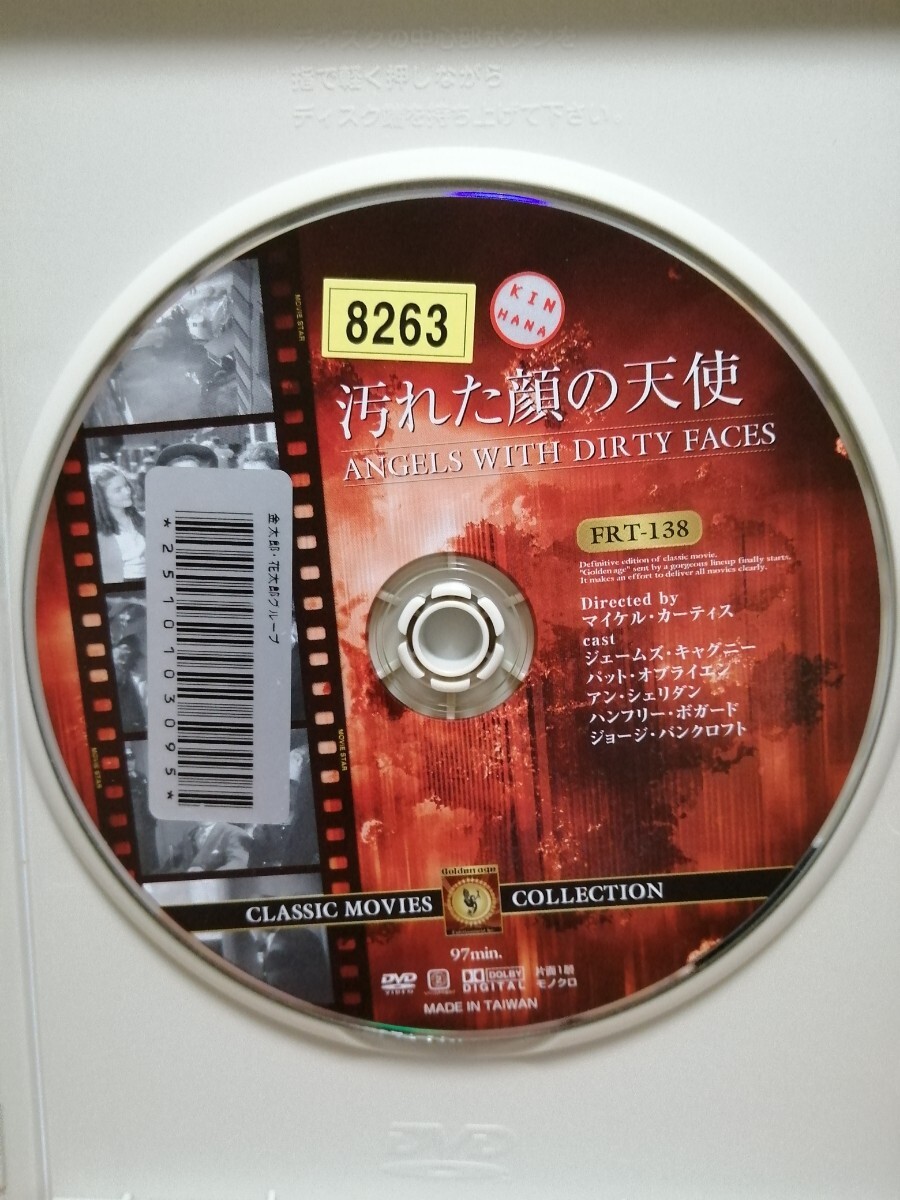 ディスクの中心部ボタンを
指で軽く押しながら
ディスク端を持ち上げて下さい。
8263
KIN
HANA
汚れた顔の天使
ANGELS WITH DIRTY FACES
FRT-138
Definitive edition of classic movie.
"Golden age" sent by a gorgeous lineup finally starts.
It makes an effort to deliver all movies clearly.
Directed by
マイケル・カーティス
cast
ジェームズ・キャグニー
パット・オブライエン
アン・シェリダン
ハンフリー・ボガード
ジョージ・バンクロフト
金太郎・花太郎グループ
*2510103095*
MOVIE STAR
MOVIE STAR
MOVIE STAR
Golden age
CLASSIC MOVIES COLLECTION
97min.
DVD
VIDEO
2
DOLBY
DIGITAL
片面1層
モノクロ
MADE IN TAIWAN
DVD